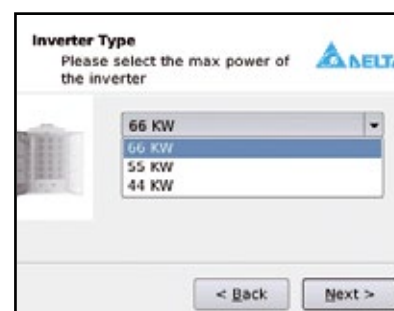 Inverter Type
Please select the max power of
the inverter
DELTA
66 KW
66 KW
55 KW
44 KW
< Back
Next >